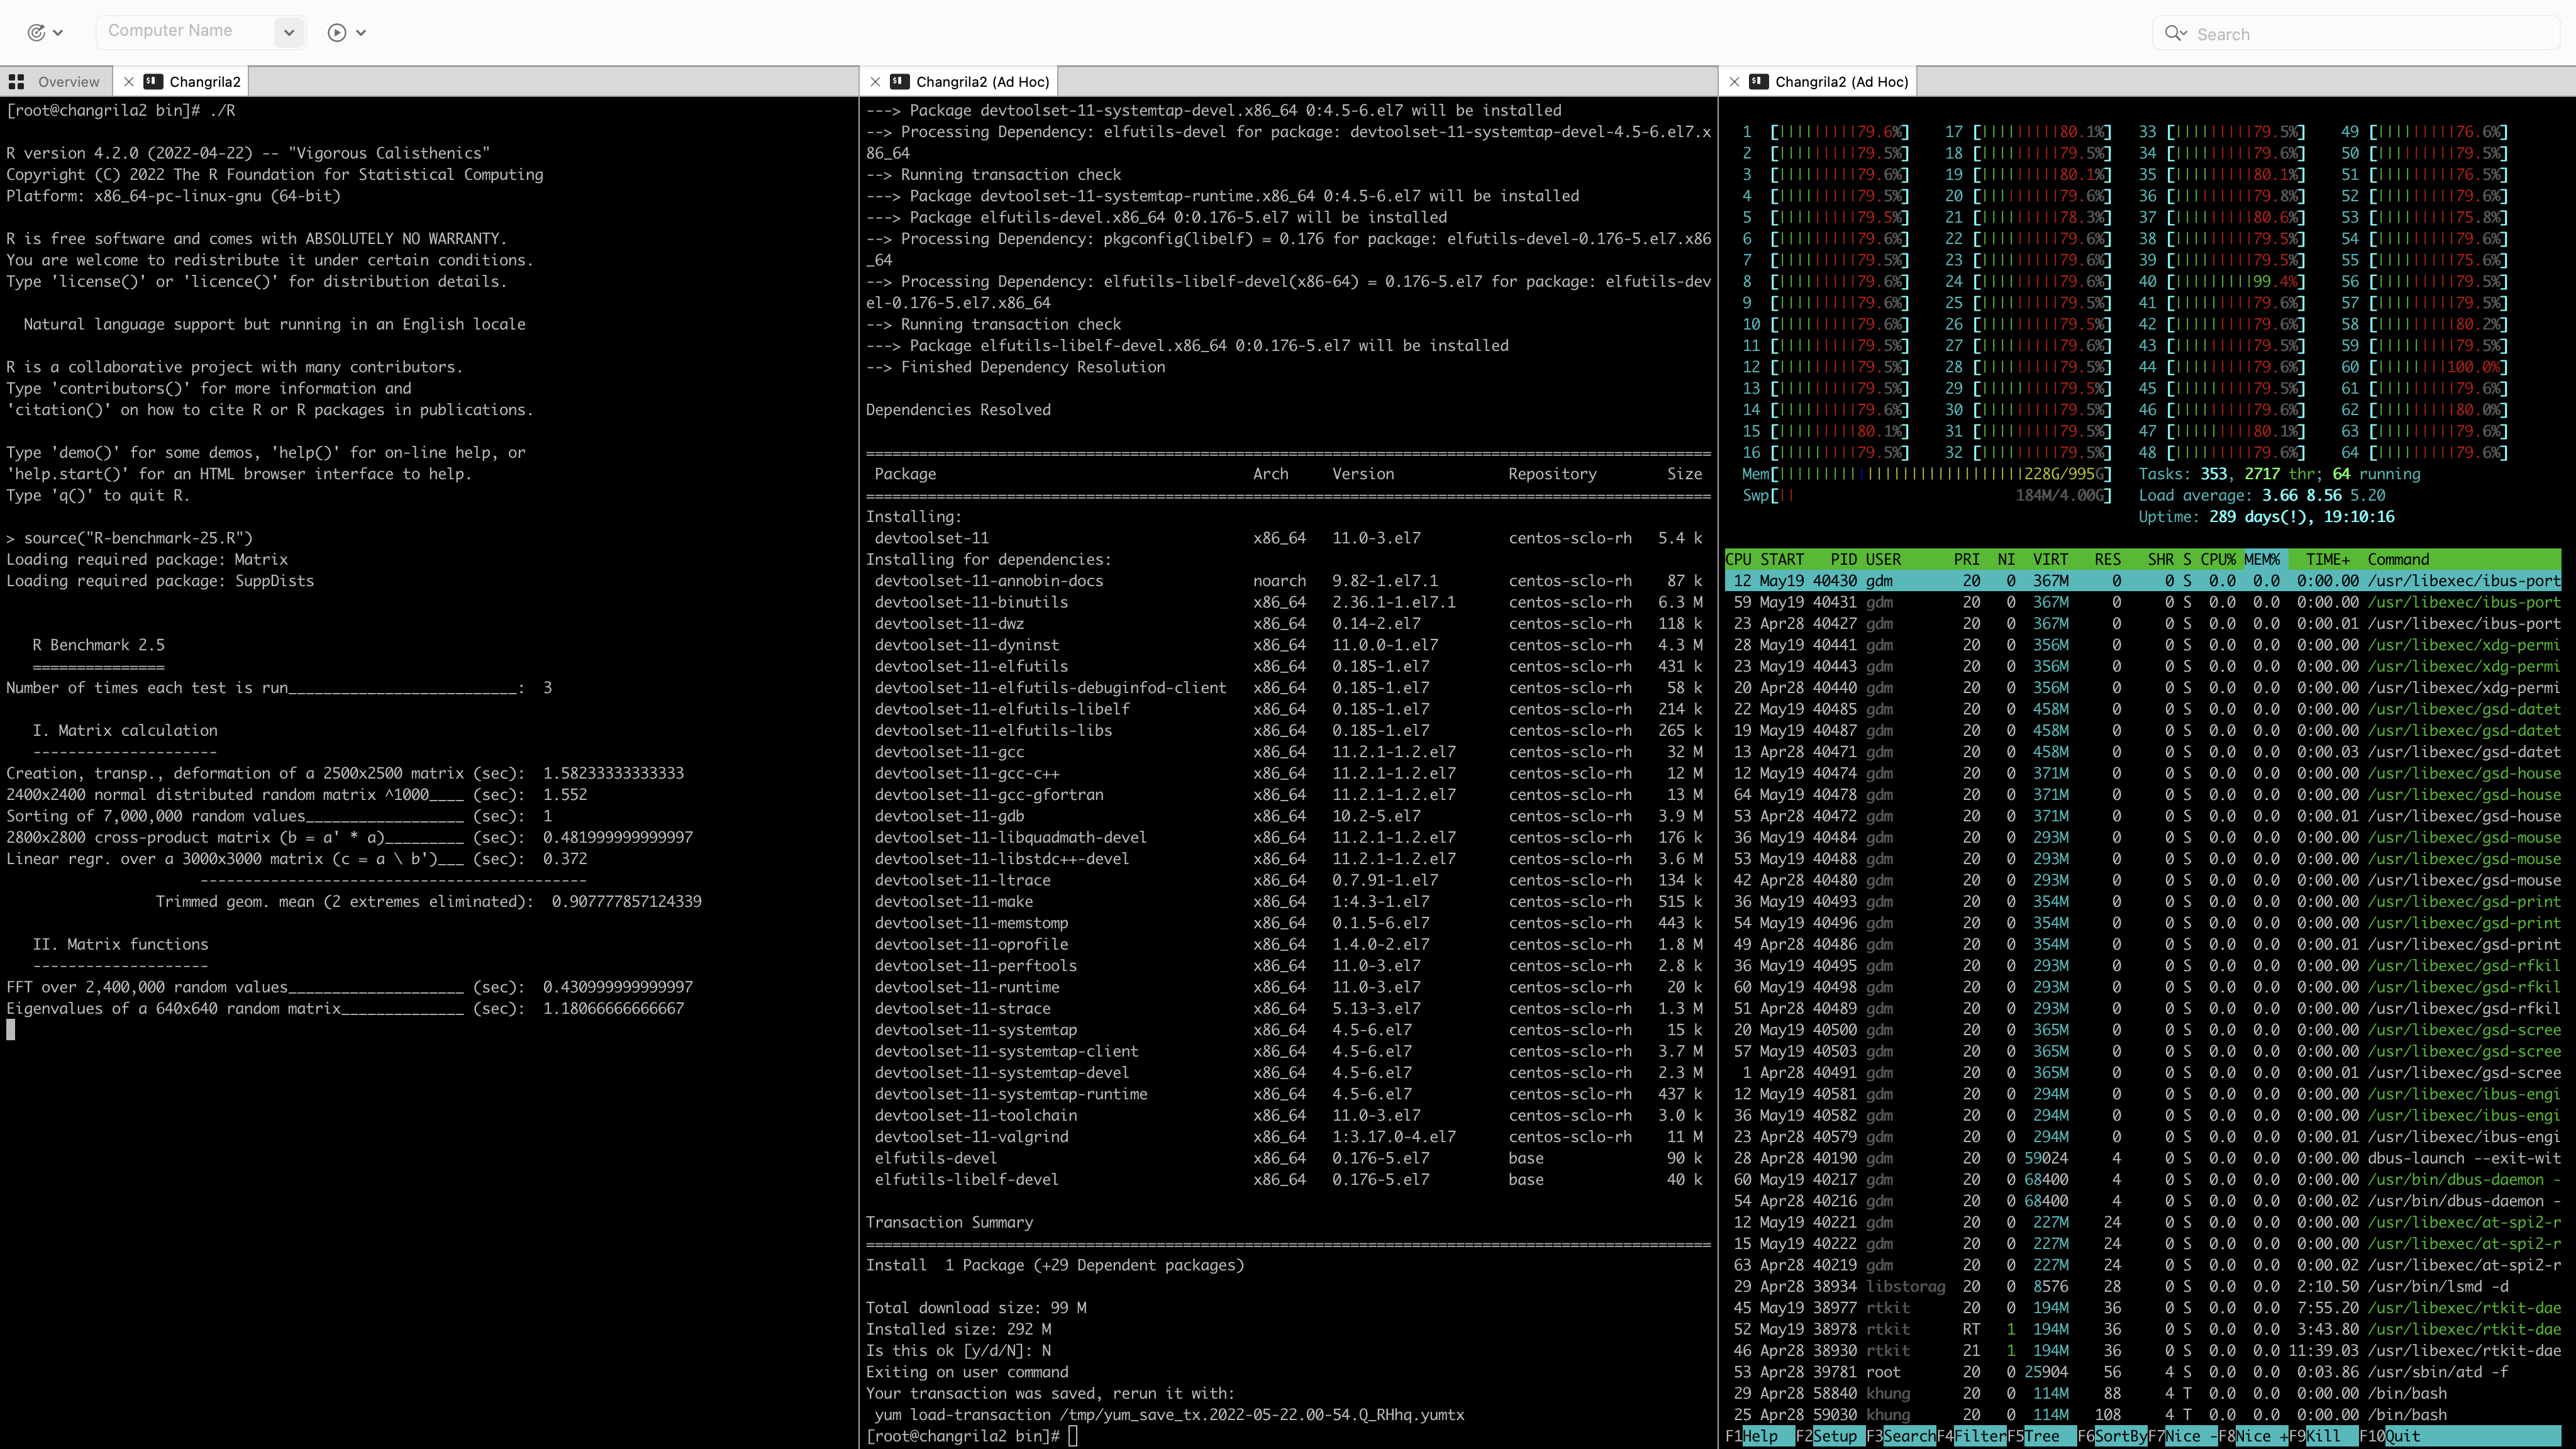 Computer Name
Search
Overview
Changrila2
[root@changrila2 bin]# ./R
R version 4.2.0 (2022-04-22) -- "Vigorous Calisthenics"
Copyright (C) 2022 The R Foundation for Statistical Computing
Platform: x86_64-pc-linux-gnu (64-bit)
R is free software and comes with ABSOLUTELY NO WARRANTY.
You are welcome to redistribute it under certain conditions.
Type 'license()' or 'licence()' for distribution details.
Natural language support but running in an English locale
R is a collaborative project with many contributors.
Type 'contributors()' for more information and
'citation()' on how to cite R or R packages in publications.
Type 'demo()' for some demos, 'help()' for on-line help, or
'help.start()' for an HTML browser interface to help.
Type 'q()' to quit R.
> source("R-benchmark-25.R")
Loading required package: Matrix
Loading required package: SuppDists
R Benchmark 2.5
===============
Number of times each test is run__________________________: 3
I. Matrix calculation
---------------------
Creation, transp., deformation of a 2500x2500 matrix (sec): 1.58233333333333
2400x2400 normal distributed random matrix ^1000____ (sec): 1.552
Sorting of 7,000,000 random values__________________ (sec): 1
2800x2800 cross-product matrix (b = a' * a)_________ (sec): 0.481999999999997
Linear regr. over a 3000x3000 matrix (c = a \ b')___ (sec): 0.372
--------------------------------------------
Trimmed geom. mean (2 extremes eliminated): 0.907777857124339
II. Matrix functions
--------------------
FFT over 2,400,000 random values____________________ (sec): 0.430999999999997
Eigenvalues of a 640x640 random matrix______________ (sec): 1.18066666666667
Changrila2 (Ad Hoc)
---> Package devtoolset-11-systemtap-devel.x86_64 0:4.5-6.el7 will be installed
--> Processing Dependency: elfutils-devel for package: devtoolset-11-systemtap-devel-4.5-6.el7.x
86_64
--> Running transaction check
---> Package devtoolset-11-systemtap-runtime.x86_64 0:4.5-6.el7 will be installed
---> Package elfutils-devel.x86_64 0:0.176-5.el7 will be installed
--> Processing Dependency: pkgconfig(libelf) = 0.176 for package: elfutils-devel-0.176-5.el7.x86
_64
--> Processing Dependency: elfutils-libelf-devel(x86-64) = 0.176-5.el7 for package: elfutils-dev
el-0.176-5.el7.x86_64
--> Running transaction check
---> Package elfutils-libelf-devel.x86_64 0:0.176-5.el7 will be installed
--> Finished Dependency Resolution
Dependencies Resolved
Package Arch Version Repository Size
Installing:
devtoolset-11 x86_64 11.0-3.el7 centos-sclo-rh 5.4 k
Installing for dependencies:
devtoolset-11-annobin-docs noarch 9.82-1.el7.1 centos-sclo-rh 87 k
devtoolset-11-binutils x86_64 2.36.1-1.el7.1 centos-sclo-rh 6.3 M
devtoolset-11-dwz x86_64 0.14-2.el7 centos-sclo-rh 118 k
devtoolset-11-dyninst x86_64 11.0.0-1.el7 centos-sclo-rh 4.3 M
devtoolset-11-elfutils x86_64 0.185-1.el7 centos-sclo-rh 431 k
devtoolset-11-elfutils-debuginfod-client x86_64 0.185-1.el7 centos-sclo-rh 58 k
devtoolset-11-elfutils-libelf x86_64 0.185-1.el7 centos-sclo-rh 214 k
devtoolset-11-elfutils-libs x86_64 0.185-1.el7 centos-sclo-rh 265 k
devtoolset-11-gcc x86_64 11.2.1-1.2.el7 centos-sclo-rh 32 M
devtoolset-11-gcc-c++ x86_64 11.2.1-1.2.el7 centos-sclo-rh 12 M
devtoolset-11-gcc-gfortran x86_64 11.2.1-1.2.el7 centos-sclo-rh 13 M
devtoolset-11-gdb x86_64 10.2-5.el7 centos-sclo-rh 3.9 M
devtoolset-11-libquadmath-devel x86_64 11.2.1-1.2.el7 centos-sclo-rh 176 k
devtoolset-11-libstdc++-devel x86_64 11.2.1-1.2.el7 centos-sclo-rh 3.6 M
devtoolset-11-ltrace x86_64 0.7.91-1.el7 centos-sclo-rh 134 k
devtoolset-11-make x86_64 1:4.3-1.el7 centos-sclo-rh 515 k
devtoolset-11-memstomp x86_64 0.1.5-6.el7 centos-sclo-rh 443 k
devtoolset-11-oprofile x86_64 1.4.0-2.el7 centos-sclo-rh 1.8 M
devtoolset-11-perftools x86_64 11.0-3.el7 centos-sclo-rh 2.8 k
devtoolset-11-runtime x86_64 11.0-3.el7 centos-sclo-rh 20 k
devtoolset-11-strace x86_64 5.13-3.el7 centos-sclo-rh 1.3 M
devtoolset-11-systemtap x86_64 4.5-6.el7 centos-sclo-rh 15 k
devtoolset-11-systemtap-client x86_64 4.5-6.el7 centos-sclo-rh 3.7 M
devtoolset-11-systemtap-devel x86_64 4.5-6.el7 centos-sclo-rh 2.3 M
devtoolset-11-systemtap-runtime x86_64 4.5-6.el7 centos-sclo-rh 437 k
devtoolset-11-toolchain x86_64 11.0-3.el7 centos-sclo-rh 3.0 k
devtoolset-11-valgrind x86_64 1:3.17.0-4.el7 centos-sclo-rh 11 M
elfutils-devel x86_64 0.176-5.el7 base 90 k
elfutils-libelf-devel x86_64 0.176-5.el7 base 40 k
Transaction Summary
Install 1 Package (+29 Dependent packages)
Total download size: 99 M
Installed size: 292 M
Is this ok [y/d/N]: N
Exiting on user command
Your transaction was saved, rerun it with:
yum load-transaction /tmp/yum_save_tx.2022-05-22.00-54.Q_RHhq.yumtx
[root@changrila2 bin]#
Changrila2 (Ad Hoc)
1 [79.6%] 17 [80.1%] 33 [79.5%] 49 [76.6%]
2 [79.5%] 18 [79.5%] 34 [79.6%] 50 [79.5%]
3 [79.6%] 19 [80.1%] 35 [80.1%] 51 [76.5%]
4 [79.5%] 20 [79.6%] 36 [79.8%] 52 [79.6%]
5 [79.5%] 21 [78.3%] 37 [80.6%] 53 [75.8%]
6 [79.6%] 22 [79.6%] 38 [79.5%] 54 [79.6%]
7 [79.5%] 23 [79.6%] 39 [79.5%] 55 [75.6%]
8 [79.6%] 24 [79.6%] 40 [99.4%] 56 [79.5%]
9 [79.6%] 25 [79.5%] 41 [79.6%] 57 [79.5%]
10 [79.6%] 26 [79.5%] 42 [79.6%] 58 [80.2%]
11 [79.5%] 27 [79.6%] 43 [79.5%] 59 [79.5%]
12 [79.5%] 28 [79.5%] 44 [79.6%] 60 [100.0%]
13 [79.5%] 29 [79.5%] 45 [79.5%] 61 [79.6%]
14 [79.6%] 30 [79.5%] 46 [79.6%] 62 [80.0%]
15 [80.1%] 31 [79.5%] 47 [80.1%] 63 [79.6%]
16 [79.5%] 32 [79.5%] 48 [79.6%] 64 [79.6%]
Mem[228G/995G] Tasks: 353, 2717 thr; 64 running
Swp[184M/4.00G] Load average: 3.66 8.56 5.20
Uptime: 289 days(!), 19:10:16
CPU START PID USER PRI NI VIRT RES SHR S CPU% MEM% TIME+ Command
12 May19 40430 gdm 20 0 367M 0 0 S 0.0 0.0 0:00.00 /usr/libexec/ibus-port
59 May19 40431 gdm 20 0 367M 0 0 S 0.0 0.0 0:00.00 /usr/libexec/ibus-port
23 Apr28 40427 gdm 20 0 367M 0 0 S 0.0 0.0 0:00.01 /usr/libexec/ibus-port
28 May19 40441 gdm 20 0 356M 0 0 S 0.0 0.0 0:00.00 /usr/libexec/xdg-permi
23 May19 40443 gdm 20 0 356M 0 0 S 0.0 0.0 0:00.00 /usr/libexec/xdg-permi
20 Apr28 40440 gdm 20 0 356M 0 0 S 0.0 0.0 0:00.00 /usr/libexec/xdg-permi
22 May19 40485 gdm 20 0 458M 0 0 S 0.0 0.0 0:00.00 /usr/libexec/gsd-datet
19 May19 40487 gdm 20 0 458M 0 0 S 0.0 0.0 0:00.00 /usr/libexec/gsd-datet
13 Apr28 40471 gdm 20 0 458M 0 0 S 0.0 0.0 0:00.03 /usr/libexec/gsd-datet
12 May19 40474 gdm 20 0 371M 0 0 S 0.0 0.0 0:00.00 /usr/libexec/gsd-house
64 May19 40478 gdm 20 0 371M 0 0 S 0.0 0.0 0:00.00 /usr/libexec/gsd-house
53 Apr28 40472 gdm 20 0 371M 0 0 S 0.0 0.0 0:00.01 /usr/libexec/gsd-house
36 May19 40484 gdm 20 0 293M 0 0 S 0.0 0.0 0:00.00 /usr/libexec/gsd-mouse
53 May19 40488 gdm 20 0 293M 0 0 S 0.0 0.0 0:00.00 /usr/libexec/gsd-mouse
42 Apr28 40480 gdm 20 0 293M 0 0 S 0.0 0.0 0:00.00 /usr/libexec/gsd-mouse
36 May19 40493 gdm 20 0 354M 0 0 S 0.0 0.0 0:00.00 /usr/libexec/gsd-print
54 May19 40496 gdm 20 0 354M 0 0 S 0.0 0.0 0:00.00 /usr/libexec/gsd-print
49 Apr28 40486 gdm 20 0 354M 0 0 S 0.0 0.0 0:00.01 /usr/libexec/gsd-print
36 May19 40495 gdm 20 0 293M 0 0 S 0.0 0.0 0:00.00 /usr/libexec/gsd-rfkil
60 May19 40498 gdm 20 0 293M 0 0 S 0.0 0.0 0:00.00 /usr/libexec/gsd-rfkil
51 Apr28 40489 gdm 20 0 293M 0 0 S 0.0 0.0 0:00.00 /usr/libexec/gsd-rfkil
20 May19 40500 gdm 20 0 365M 0 0 S 0.0 0.0 0:00.00 /usr/libexec/gsd-scree
57 May19 40503 gdm 20 0 365M 0 0 S 0.0 0.0 0:00.00 /usr/libexec/gsd-scree
1 Apr28 40491 gdm 20 0 365M 0 0 S 0.0 0.0 0:00.01 /usr/libexec/gsd-scree
12 May19 40581 gdm 20 0 294M 0 0 S 0.0 0.0 0:00.00 /usr/libexec/ibus-engi
36 May19 40582 gdm 20 0 294M 0 0 S 0.0 0.0 0:00.00 /usr/libexec/ibus-engi
23 Apr28 40579 gdm 20 0 294M 0 0 S 0.0 0.0 0:00.01 /usr/libexec/ibus-engi
28 Apr28 40190 gdm 20 0 59024 4 0 S 0.0 0.0 0:00.00 dbus-launch --exit-wit
60 May19 40217 gdm 20 0 68400 4 0 S 0.0 0.0 0:00.00 /usr/bin/dbus-daemon -
54 Apr28 40216 gdm 20 0 68400 4 0 S 0.0 0.0 0:00.02 /usr/bin/dbus-daemon -
12 May19 40221 gdm 20 0 227M 24 0 S 0.0 0.0 0:00.00 /usr/libexec/at-spi2-r
15 May19 40222 gdm 20 0 227M 24 0 S 0.0 0.0 0:00.00 /usr/libexec/at-spi2-r
63 Apr28 40219 gdm 20 0 227M 24 0 S 0.0 0.0 0:00.02 /usr/libexec/at-spi2-r
29 Apr28 38934 libstorag 20 0 8576 28 0 S 0.0 0.0 2:10.50 /usr/bin/lsmd -d
45 May19 38977 rtkit 20 0 194M 36 0 S 0.0 0.0 7:55.20 /usr/libexec/rtkit-dae
52 May19 38978 rtkit RT 1 194M 36 0 S 0.0 0.0 3:43.80 /usr/libexec/rtkit-dae
46 Apr28 38930 rtkit 21 1 194M 36 0 S 0.0 0.0 11:39.03 /usr/libexec/rtkit-dae
53 Apr28 39781 root 20 0 25904 56 4 S 0.0 0.0 0:03.86 /usr/sbin/atd -f
29 Apr28 58840 khung 20 0 114M 88 4 T 0.0 0.0 0:00.00 /bin/bash
25 Apr28 59030 khung 20 0 114M 108 4 T 0.0 0.0 0:00.00 /bin/bash
F1Help F2Setup F3SearchF4FilterF5Tree F6SortByF7Nice -F8Nice +F9Kill F10Quit